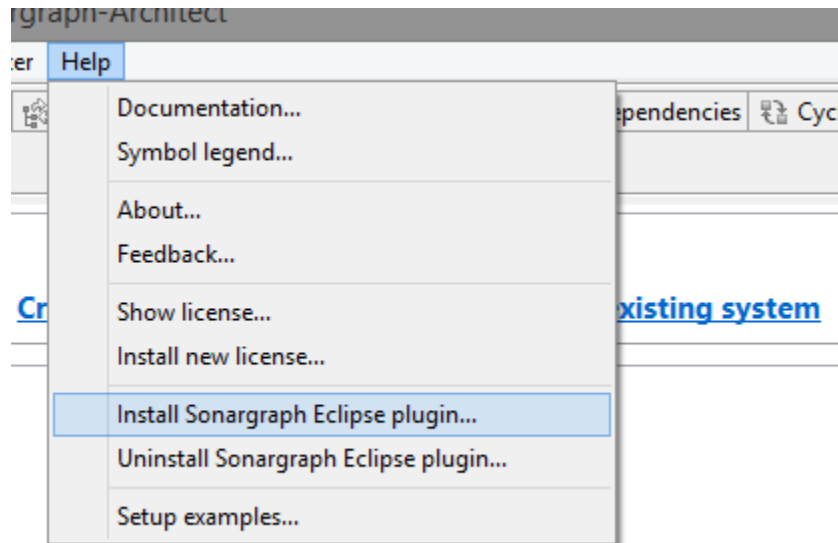 rgraph-Architect
er Help
Documentation...
ependencies Cyc
Symbol legend...
About...
Feedback...
Cr
xisting system
Show license...
Install new license...
Install Sonargraph Eclipse plugin...
Uninstall Sonargraph Eclipse plugin...
Setup examples...